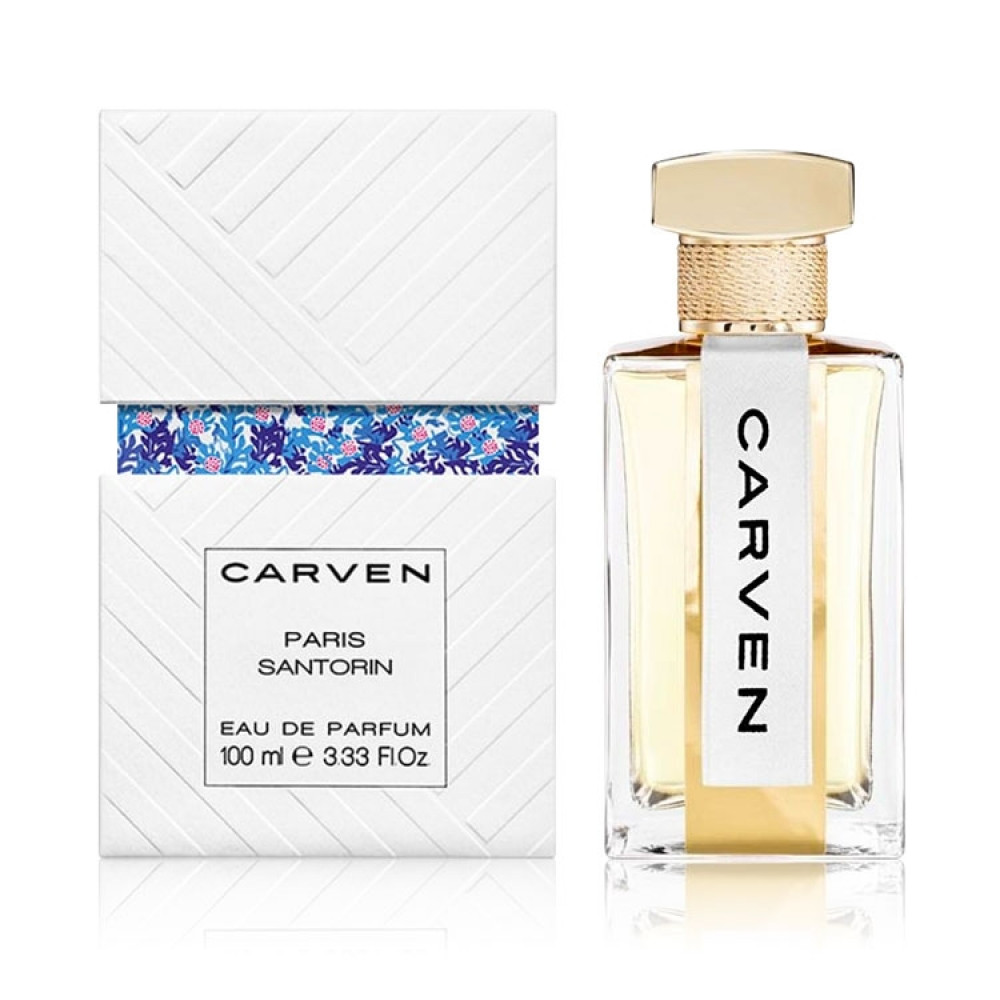 CARVEN
PARIS
SANTORIN
EAU DE PARFUM
100 ml ℮ 3.33 Fl.Oz.
CARVEN